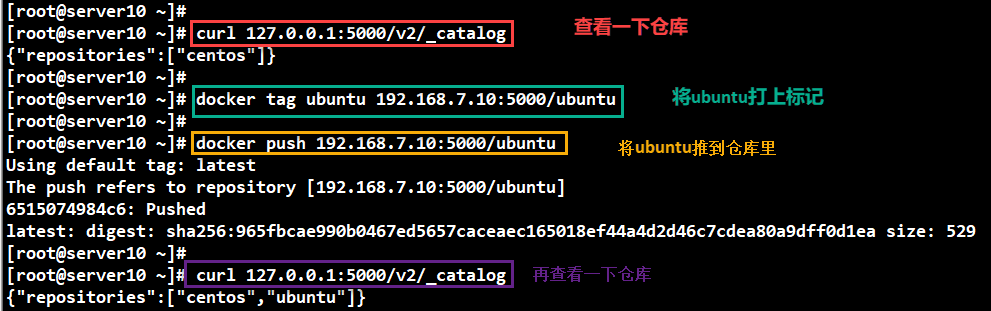 [root@server10 ~]#
[root@server10 ~]# curl 127.0.0.1:5000/v2/_catalog 查看一下仓库
{"repositories":["centos"]}
[root@server10 ~]#
[root@server10 ~]# docker tag ubuntu 192.168.7.10:5000/ubuntu 将ubuntu打上标记
[root@server10 ~]#
[root@server10 ~]# docker push 192.168.7.10:5000/ubuntu 将ubuntu推到仓库里
Using default tag: latest
The push refers to repository [192.168.7.10:5000/ubuntu]
6515074984c6: Pushed
latest: digest: sha256:965fbcae990b0467ed5657caceaec165018ef44a4d2d46c7cdea80a9dff0d1ea size: 529
[root@server10 ~]#
[root@server10 ~]# curl 127.0.0.1:5000/v2/_catalog 再查看一下仓库
{"repositories":["centos","ubuntu"]}